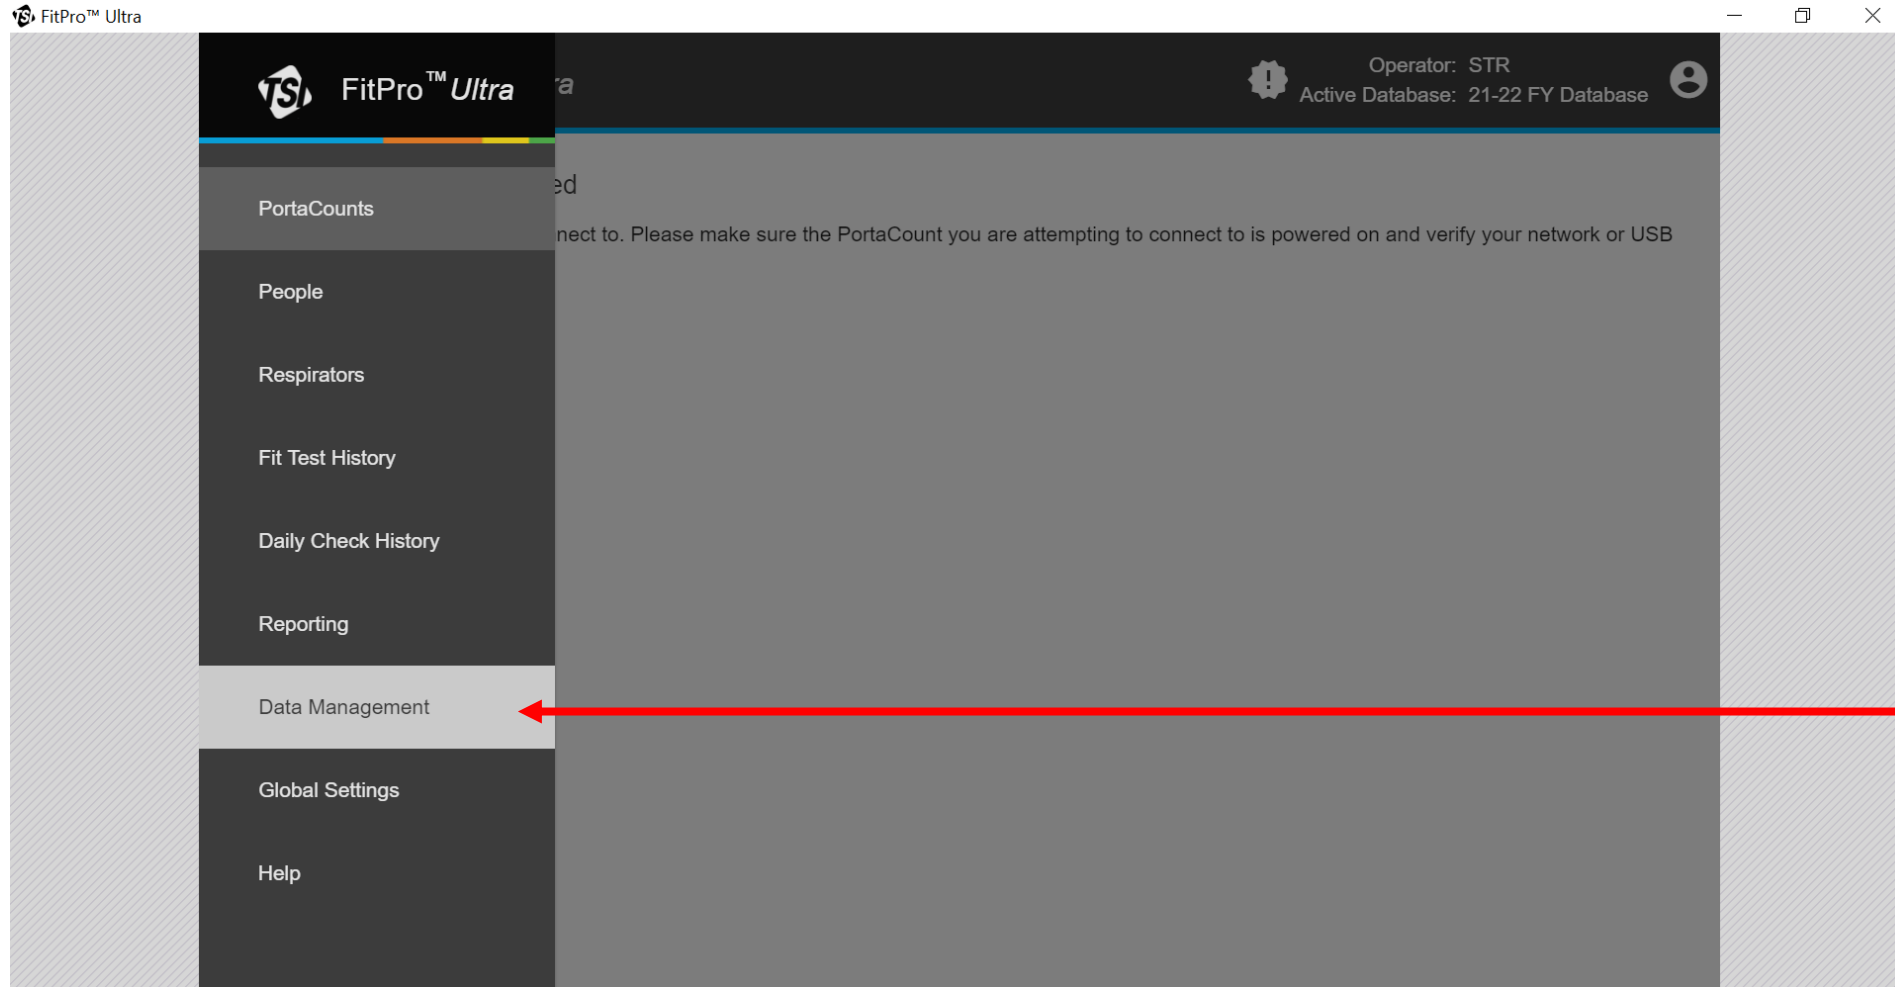 FitPro™ Ultra
TSI FitPro™ Ultra
ra
Operator: STR
Active Database: 21-22 FY Database
PortaCounts
ed
nect to. Please make sure the PortaCount you are attempting to connect to is powered on and verify your network or USB
People
Respirators
Fit Test History
Daily Check History
Reporting
Data Management
Global Settings
Help